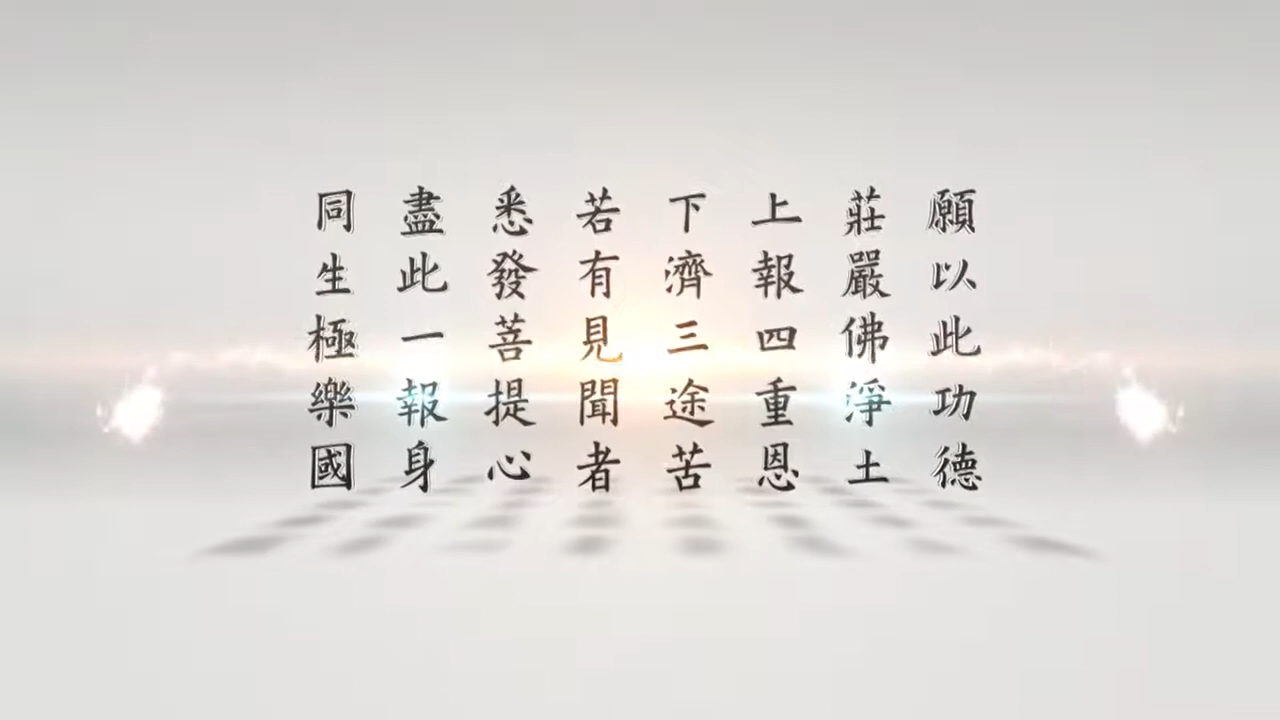 願以此功德
莊嚴佛淨土
上報四重恩
下濟三途苦
若有見聞者
悉發菩提心
盡此一報身
同生極樂國